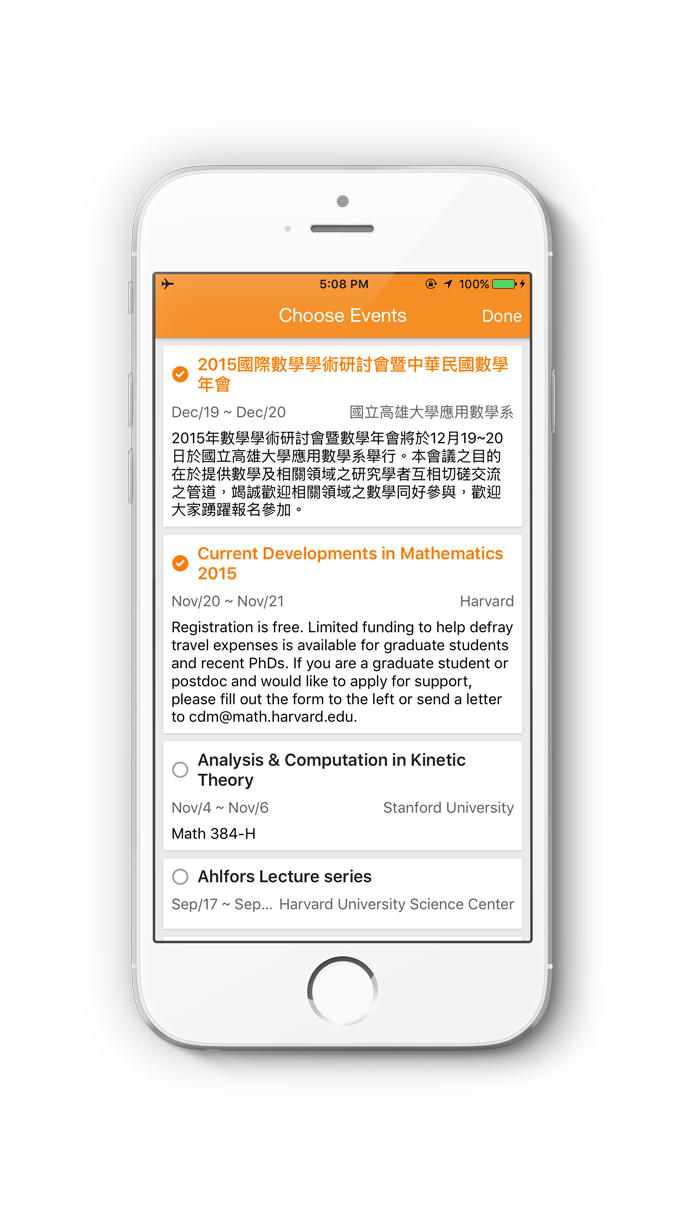 5:08 PM
100%
Choose Events
Done
2015國際數學學術研討會暨中華民國數學
年會
Dec/19 ~ Dec/20
國立高雄大學應用數學系
2015年數學學術研討會暨數學年會將於12月19~20
日於國立高雄大學應用數學系舉行。本會議之目的
在於提供數學及相關領域之研究學者互相切磋交流
之管道，竭誠歡迎相關領域之數學同好參與，歡迎
大家踴躍報名參加。
Current Developments in Mathematics
2015
Nov/20 ~ Nov/21
Harvard
Registration is free. Limited funding to help defray
travel expenses is available for graduate students
and recent PhDs. If you are a graduate student or
postdoc and would like to apply for support,
please fill out the form to the left or send a letter
to cdm@math.harvard.edu.
Analysis & Computation in Kinetic
Theory
Nov/4 ~ Nov/6
Stanford University
Math 384-H
Ahlfors Lecture series
Sep/17 ~ Sep...
Harvard University Science Center